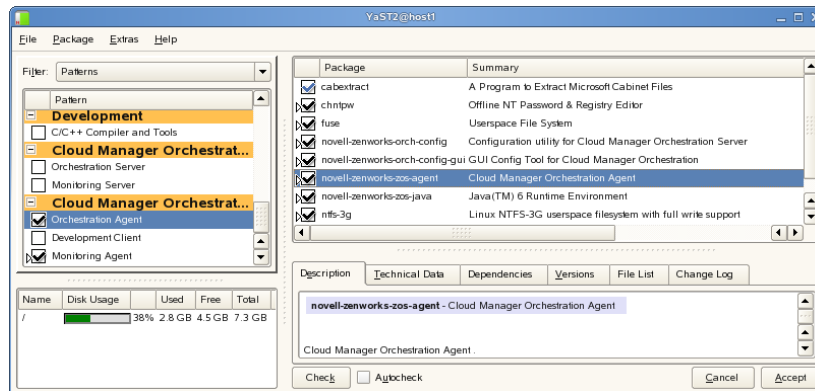 YaST2@host1
File Package Extras Help
Filter: Patterns
Pattern
Development
C/C++ Compiler and Tools
Cloud Manager Orchestrat...
Orchestration Server
Monitoring Server
Cloud Manager Orchestrat...
Orchestration Agent
Development Client
Monitoring Agent
Name Disk Usage Used Free Total
/ 38% 2.8 GB 4.5 GB 7.3 GB
Package Summary
cabextract A Program to Extract Microsoft Cabinet Files
chntpw Offline NT Password & Registry Editor
fuse Userspace File System
novell-zenworks-orch-config Configuration utility for Cloud Manager Orchestration Server
novell-zenworks-orch-config-gui GUI Config Tool for Cloud Manager Orchestration
novell-zenworks-zos-agent Cloud Manager Orchestration Agent
novell-zenworks-zos-java Java(TM) 6 Runtime Environment
ntfs-3g Linux NTFS-3G userspace filesystem with full write support
Description Technical Data Dependencies Versions File List Change Log
novell-zenworks-zos-agent - Cloud Manager Orchestration Agent
Cloud Manager Orchestration Agent .
Check Autocheck Cancel Accept